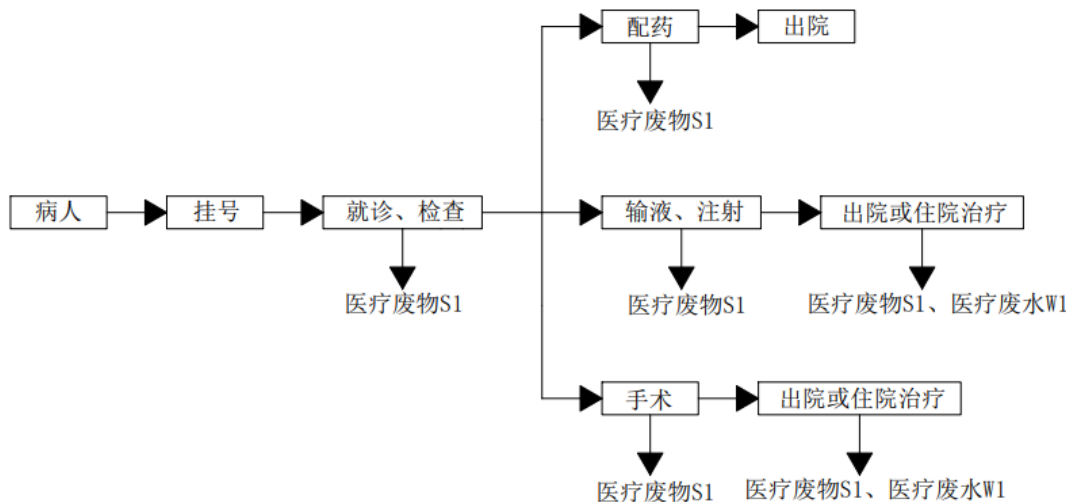 配药
出院
医疗废物S1
病人
挂号
就诊、检查
输液、注射
出院或住院治疗
医疗废物S1
医疗废物S1
医疗废物S1、医疗废水W1
手术
出院或住院治疗
医疗废物S1
医疗废物S1、医疗废水W1